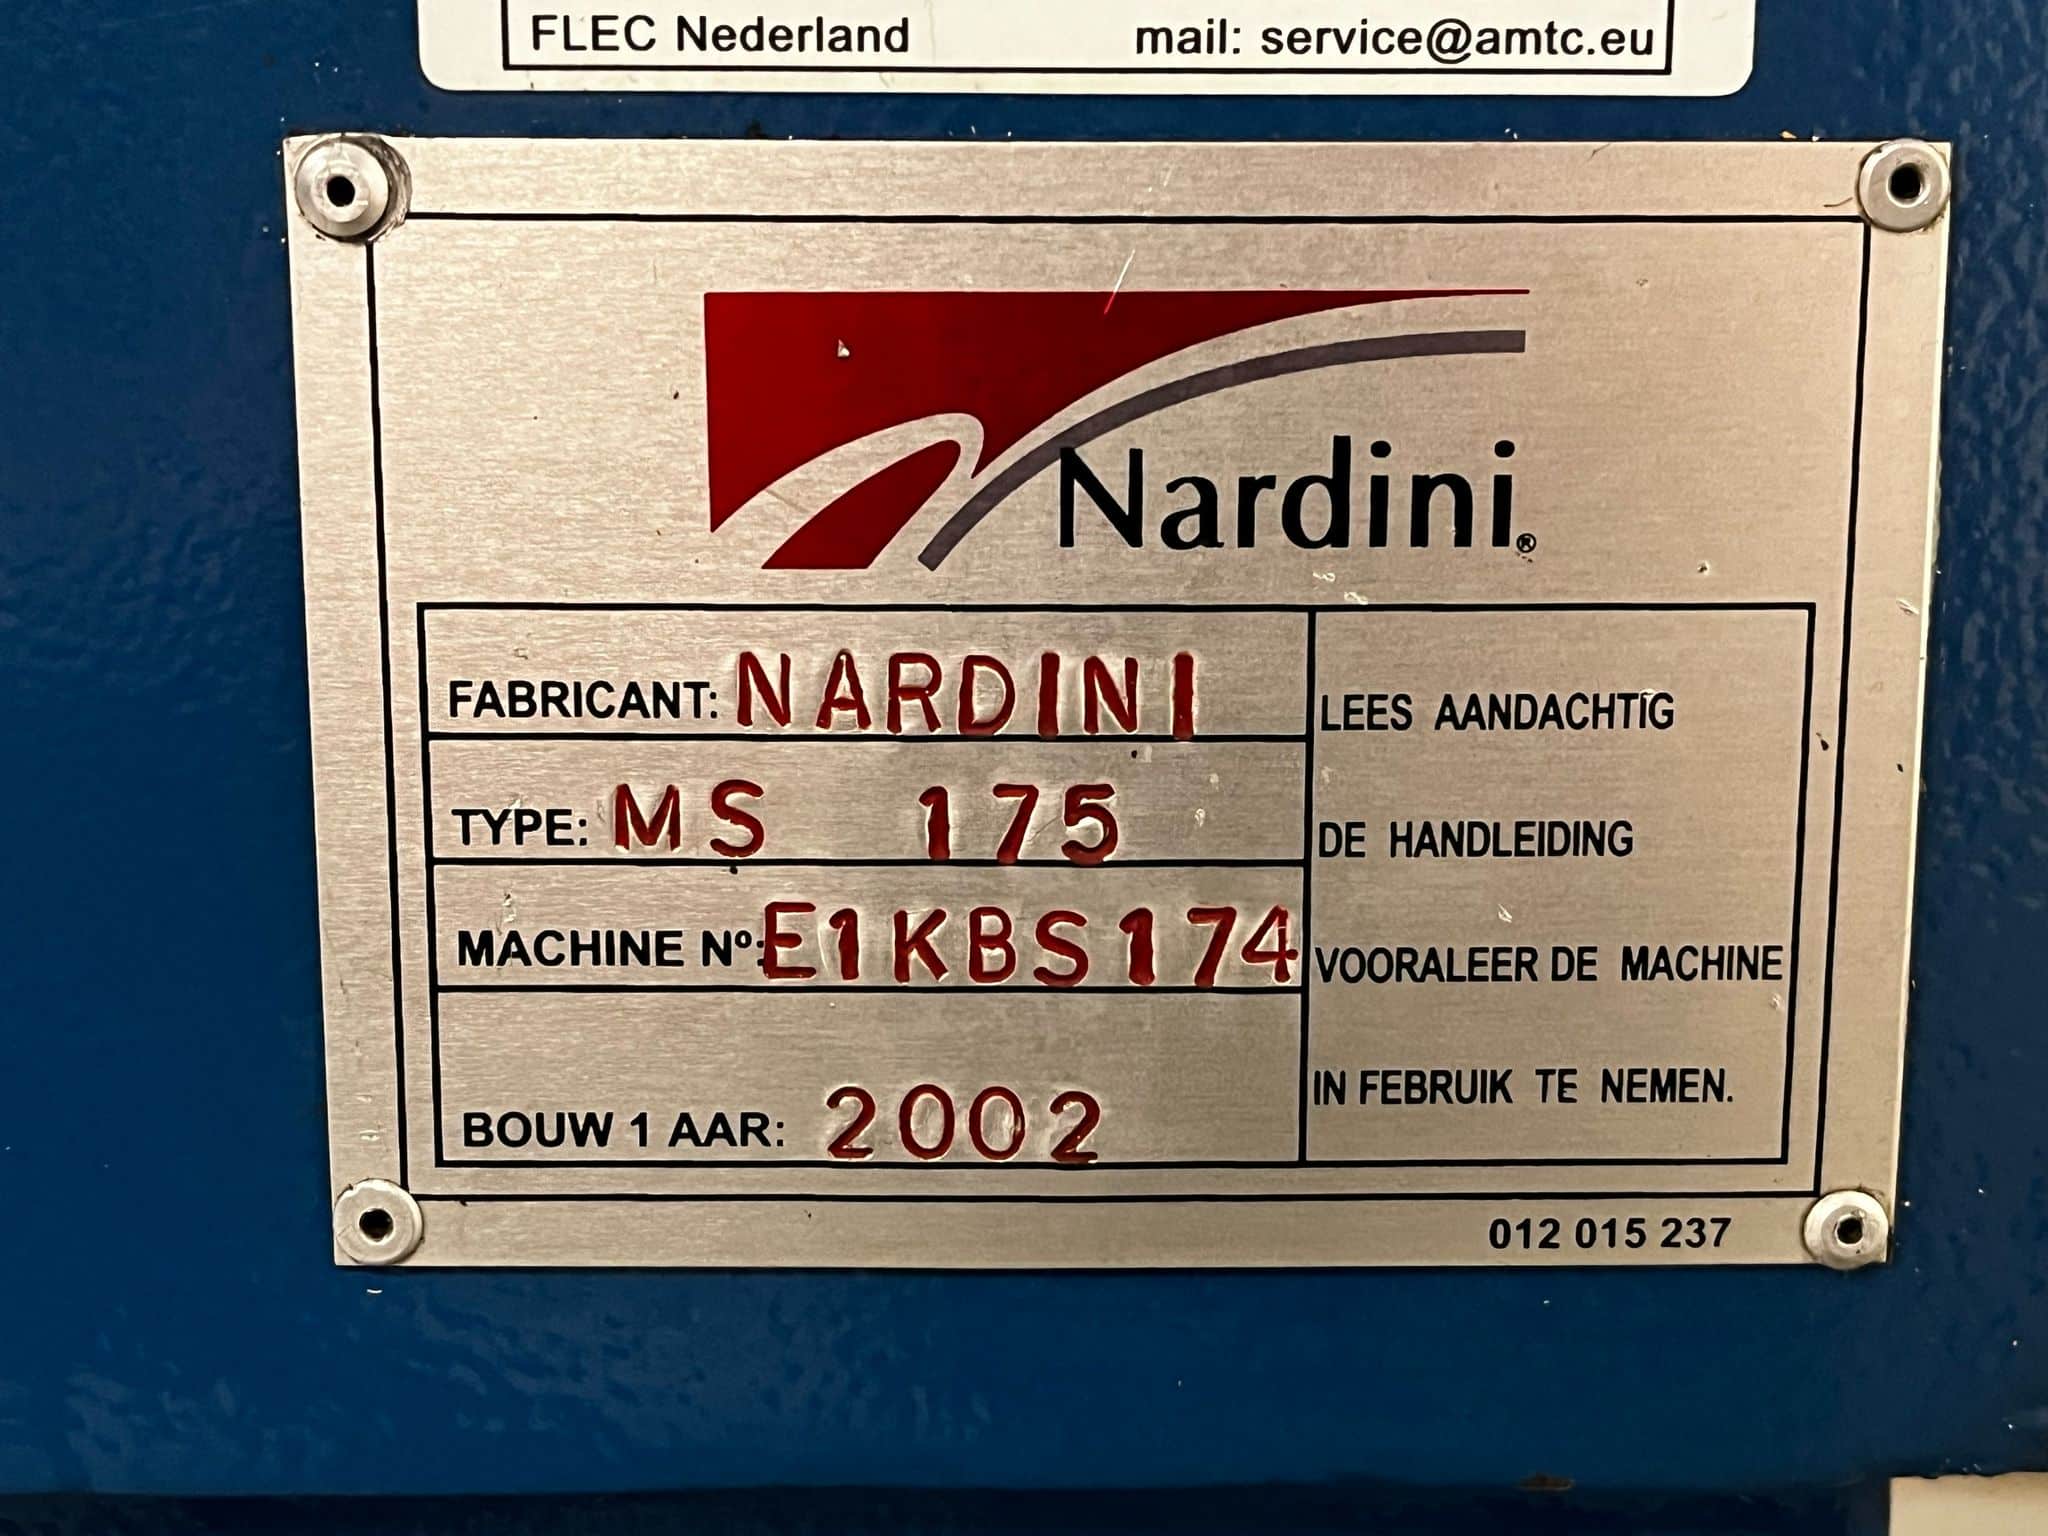 FLEC Nederland mail: service@amtc.eu
Nardini®
FABRICANT: NARDINI
TYPE: MS 175
MACHINE Nº: E1KBS174
BOUW 1 AAR: 2002
LEES AANDACHTIG
DE HANDLEIDING
VOORALEER DE MACHINE
IN FEBRUIK TE NEMEN.
012 015 237